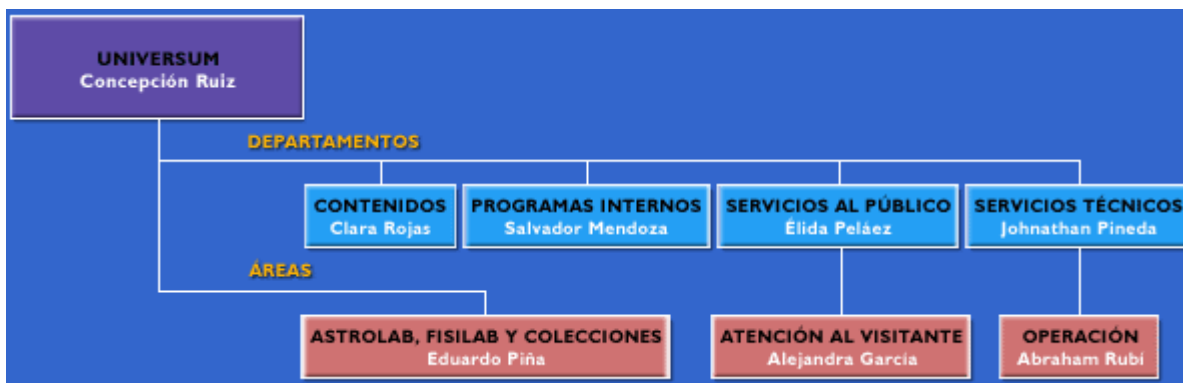 UNIVERSUM
Concepción Ruiz
DEPARTAMENTOS
CONTENIDOS
Clara Rojas
PROGRAMAS INTERNOS
Salvador Mendoza
SERVICIOS AL PÚBLICO
Élida Peláez
SERVICIOS TÉCNICOS
Johnathan Pineda
ÁREAS
ASTROLAB, FISILAB Y COLECCIONES
Eduardo Piña
ATENCIÓN AL VISITANTE
Alejandra García
OPERACIÓN
Abraham Rubí